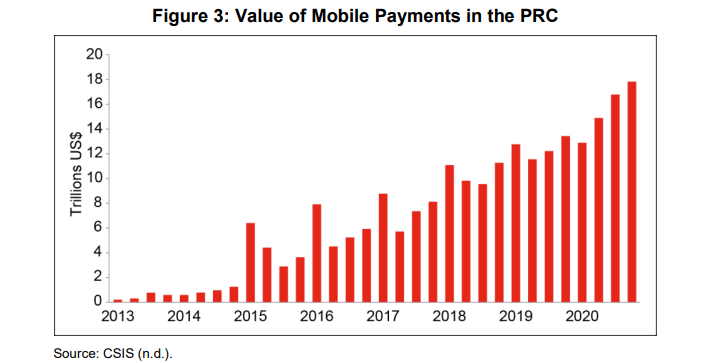 Figure 3: Value of Mobile Payments in the PRC
Trillions US$
20
18
16
14
12
10
8
6
4
2
0
2013 2014 2015 2016 2017 2018 2019 2020
Source: CSIS (n.d.).